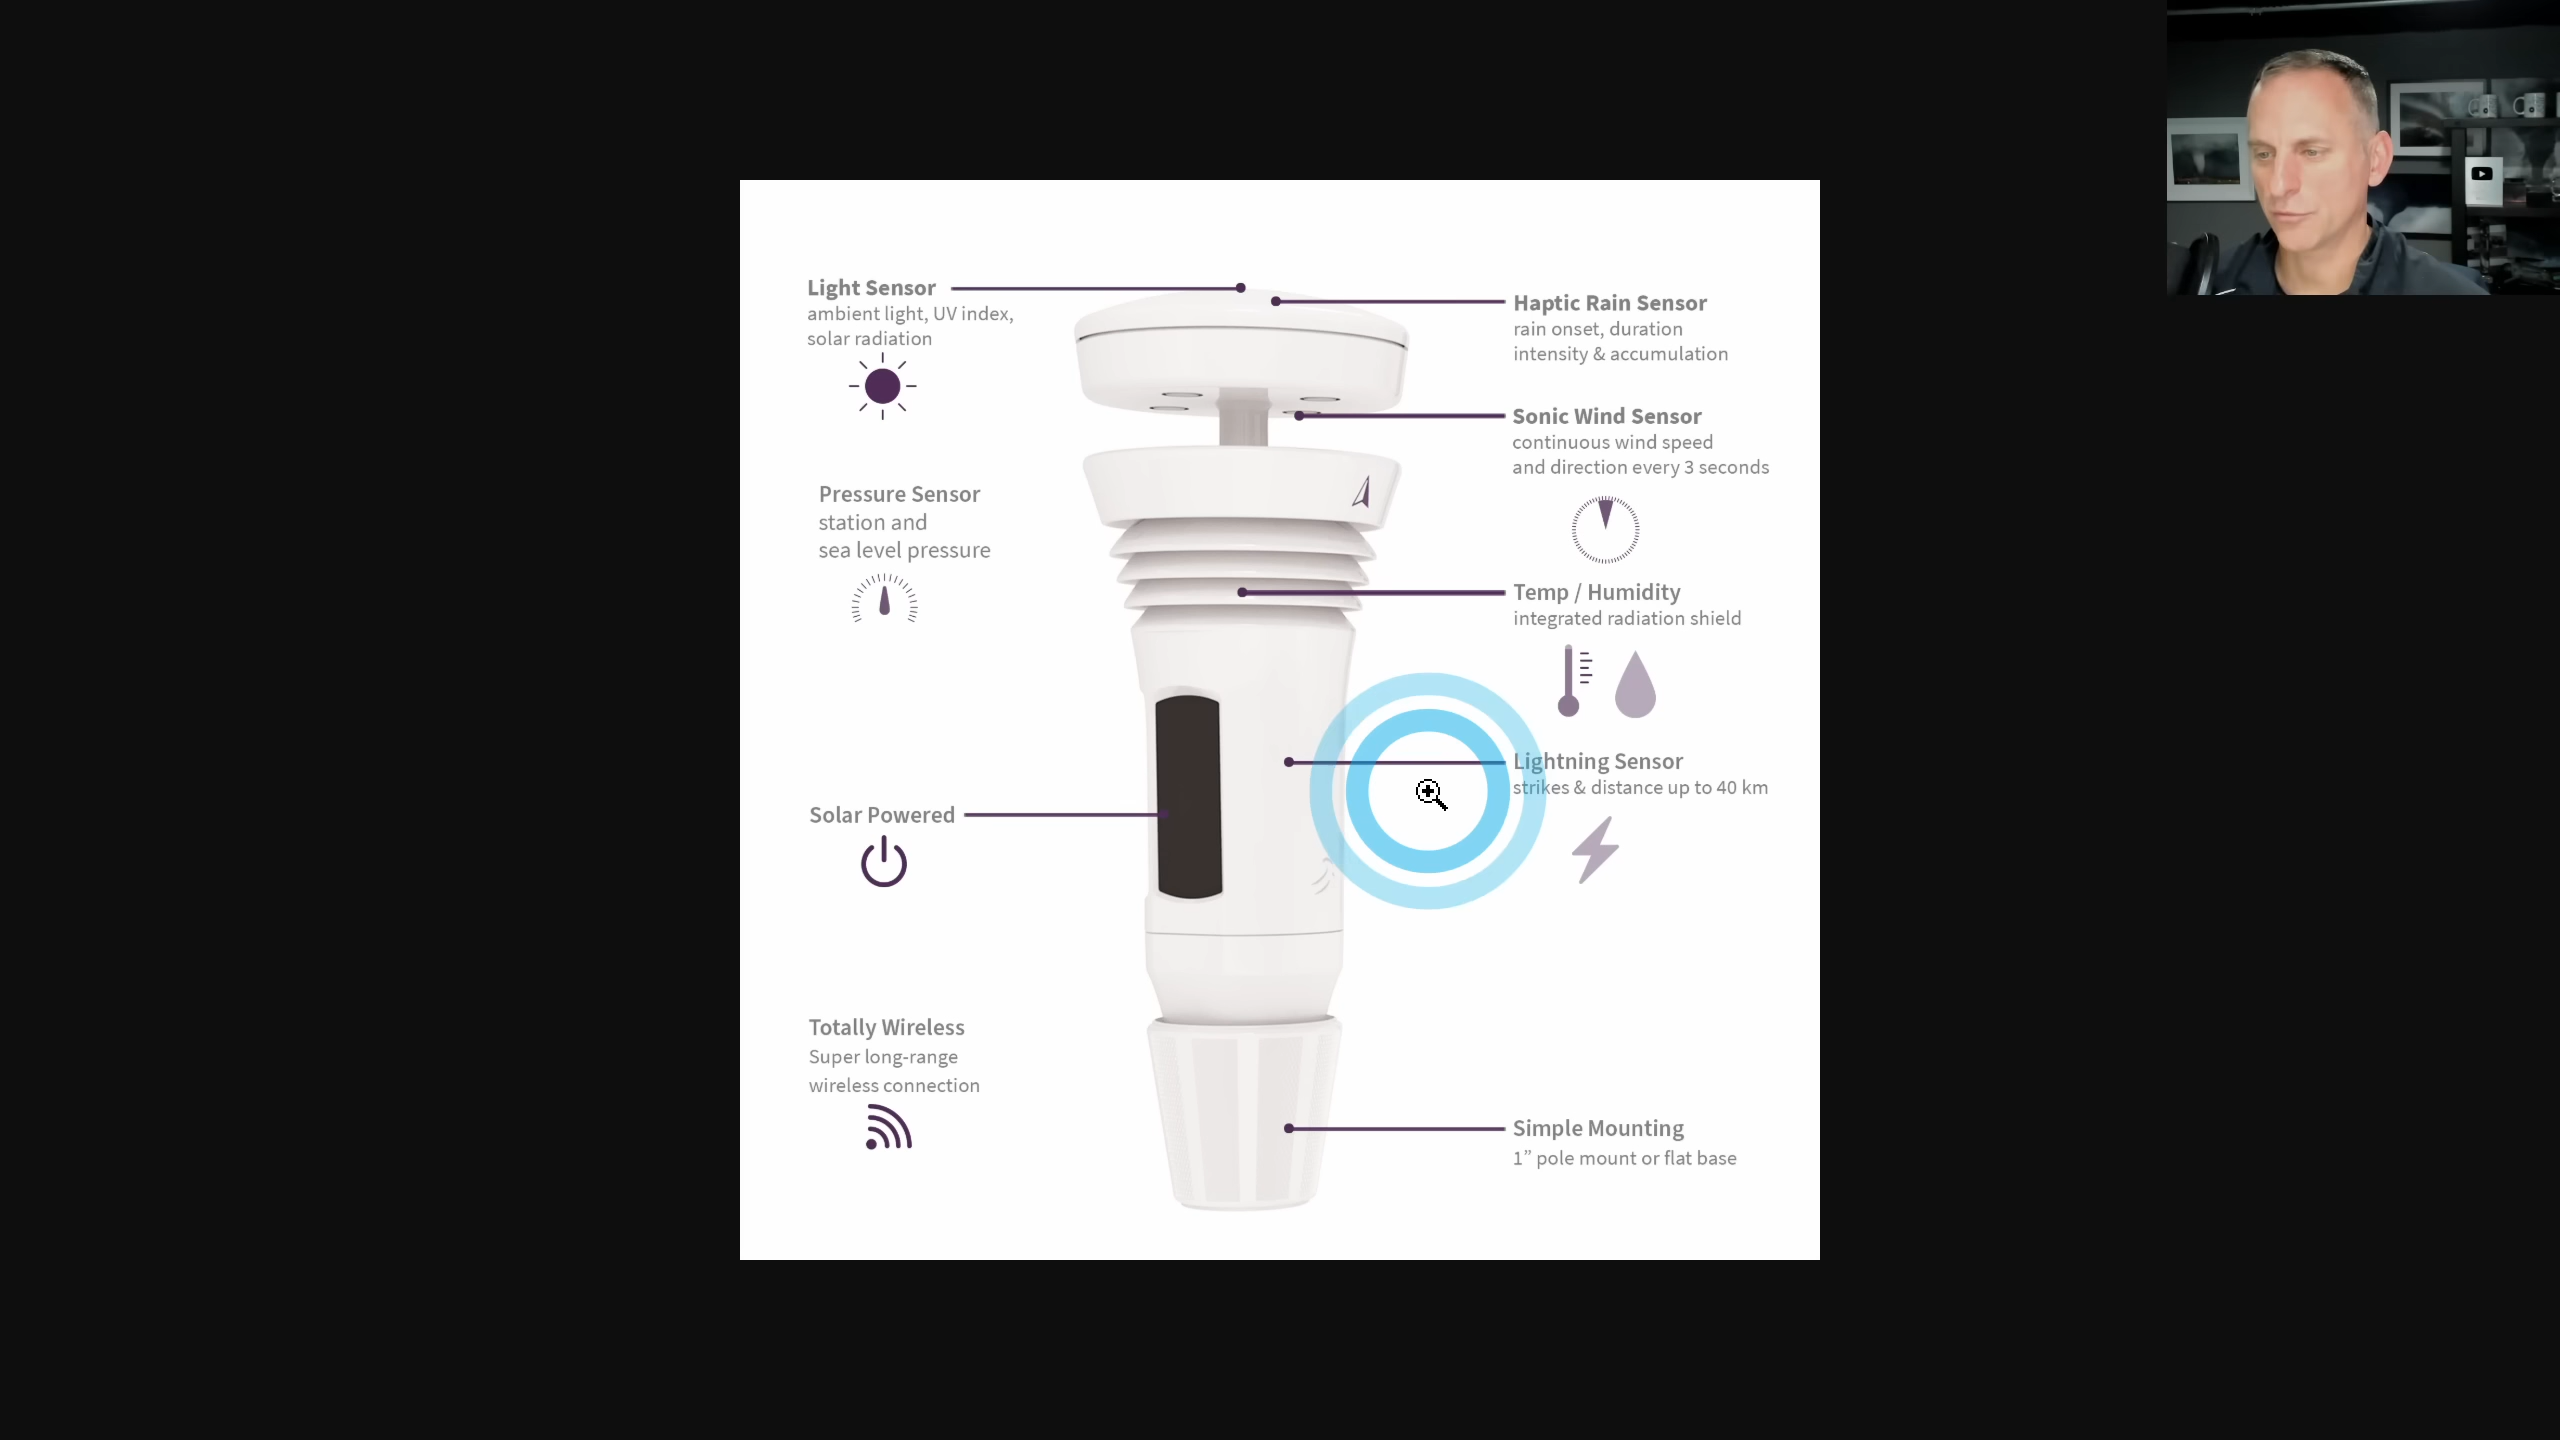 Light Sensor
ambient light, UV index,
solar radiation
Haptic Rain Sensor
rain onset, duration
intensity & accumulation
Sonic Wind Sensor
continuous wind speed
and direction every 3 seconds
Pressure Sensor
station and
sea level pressure
Temp / Humidity
integrated radiation shield
Lightning Sensor
strikes & distance up to 40 km
Solar Powered
Totally Wireless
Super long-range
wireless connection
Simple Mounting
1” pole mount or flat base